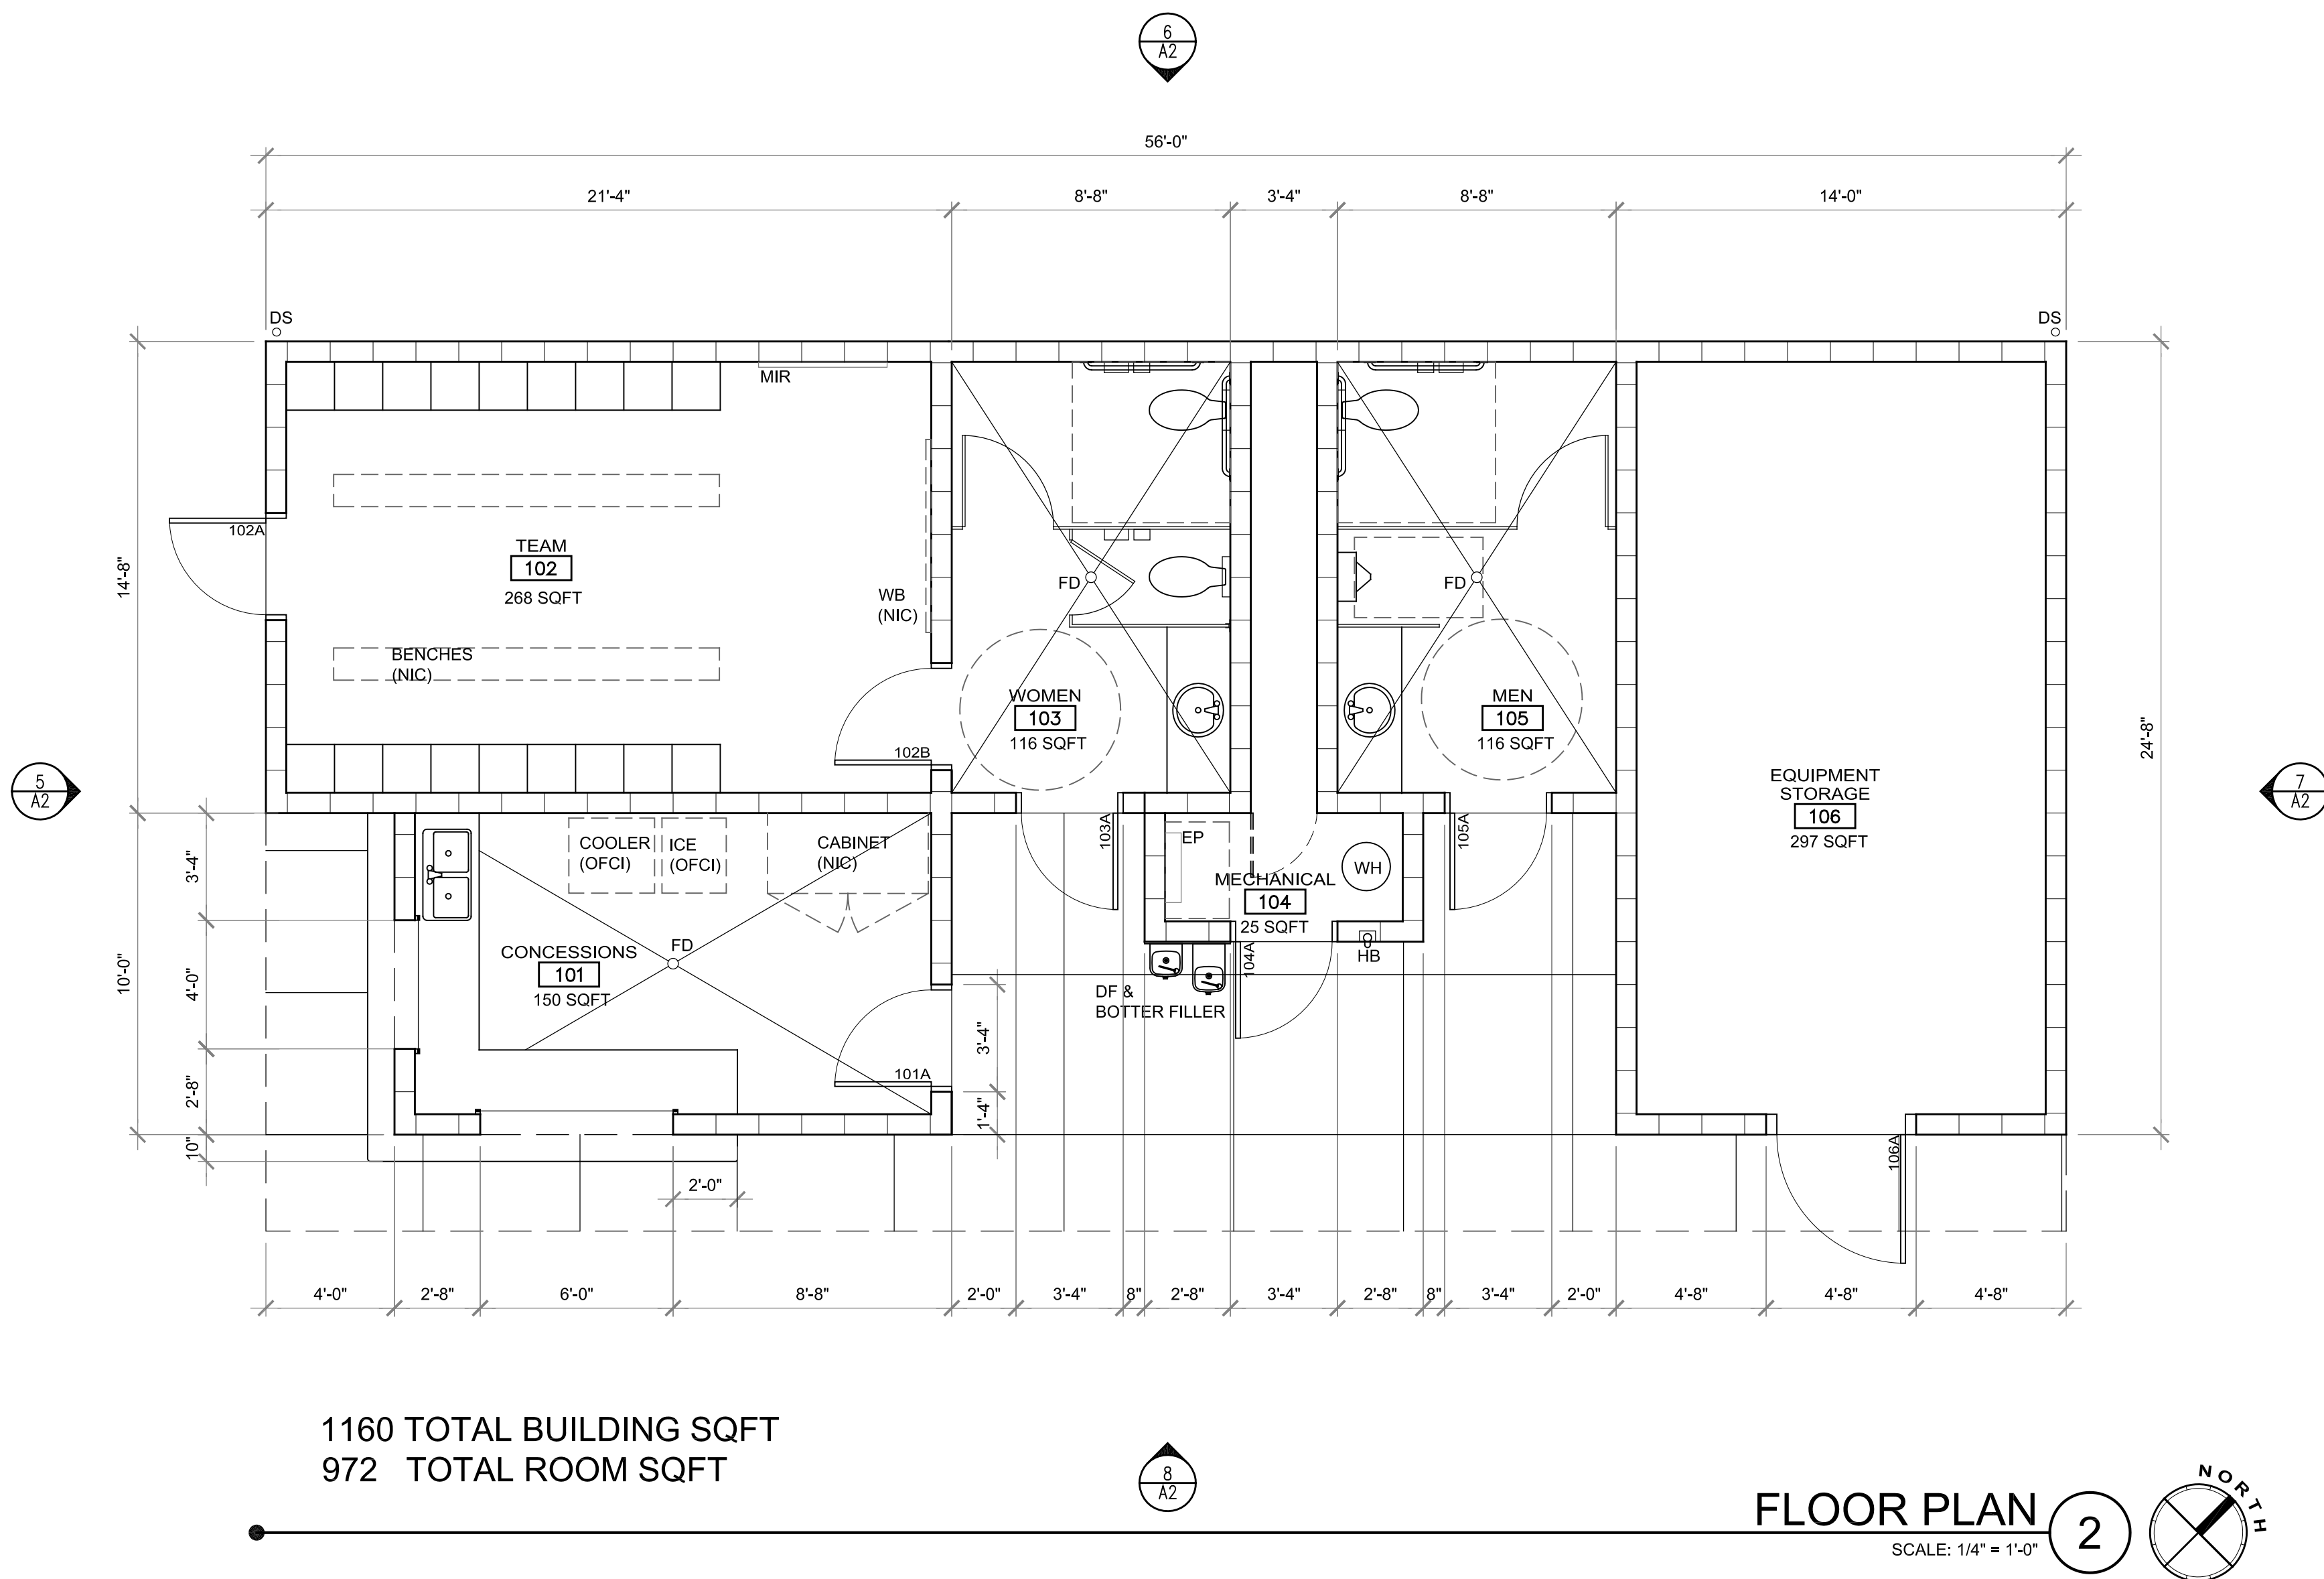 6
A2
56'-0"
21'-4"
8'-8"
3'-4"
8'-8"
14'-0"
DS
DS
MIR
102A
TEAM
102
268 SQFT
14'-8"
WB
(NIC)
FD
FD
BENCHES
(NIC)
WOMEN
103
116 SQFT
MEN
105
116 SQFT
24'-8"
102B
5
A2
7
A2
EQUIPMENT
STORAGE
106
297 SQFT
COOLER
(OFCI)
ICE
(OFCI)
CABINET
(NIC)
103A
EP
105A
WH
MECHANICAL
104
25 SQFT
3'-4"
10'-0"
4'-0"
2'-8"
10"
CONCESSIONS
101
150 SQFT
FD
104A
HB
DF &
BOTTER FILLER
3'-4"
101A
1'-4"
106A
2'-0"
4'-0"
2'-8"
6'-0"
8'-8"
2'-0"
3'-4"
8"
2'-8"
3'-4"
2'-8"
8"
3'-4"
2'-0"
4'-8"
4'-8"
4'-8"
1160 TOTAL BUILDING SQFT
972 TOTAL ROOM SQFT
8
A2
FLOOR PLAN
2
SCALE: 1/4" = 1'-0"
NORTH